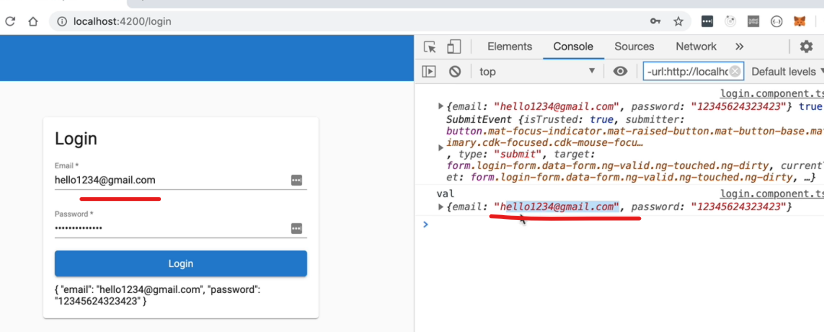 localhost:4200/login
Elements Console Sources Network »
top
-url:http://localhc
Default levels
Login
Email *
hello1234@gmail.com
Password *
••••••••••••••
Login
{ "email": "hello1234@gmail.com", "password":
"12345624323423" }
login.component.ts
{email: "hello1234@gmail.com", password: "12345624323423"} true
SubmitEvent {isTrusted: true, submitter:
button.mat-focus-indicator.mat-raised-button.mat-button-base.mat
imary.cdk-focused.cdk-mouse-focu…
, type: "submit", target:
form.login-form.data-form.ng-valid.ng-touched.ng-dirty, current
et: form.login-form.data-form.ng-valid.ng-touched.ng-dirty, …}
val
login.component.ts
{email: "hello1234@gmail.com", password: "12345624323423"}